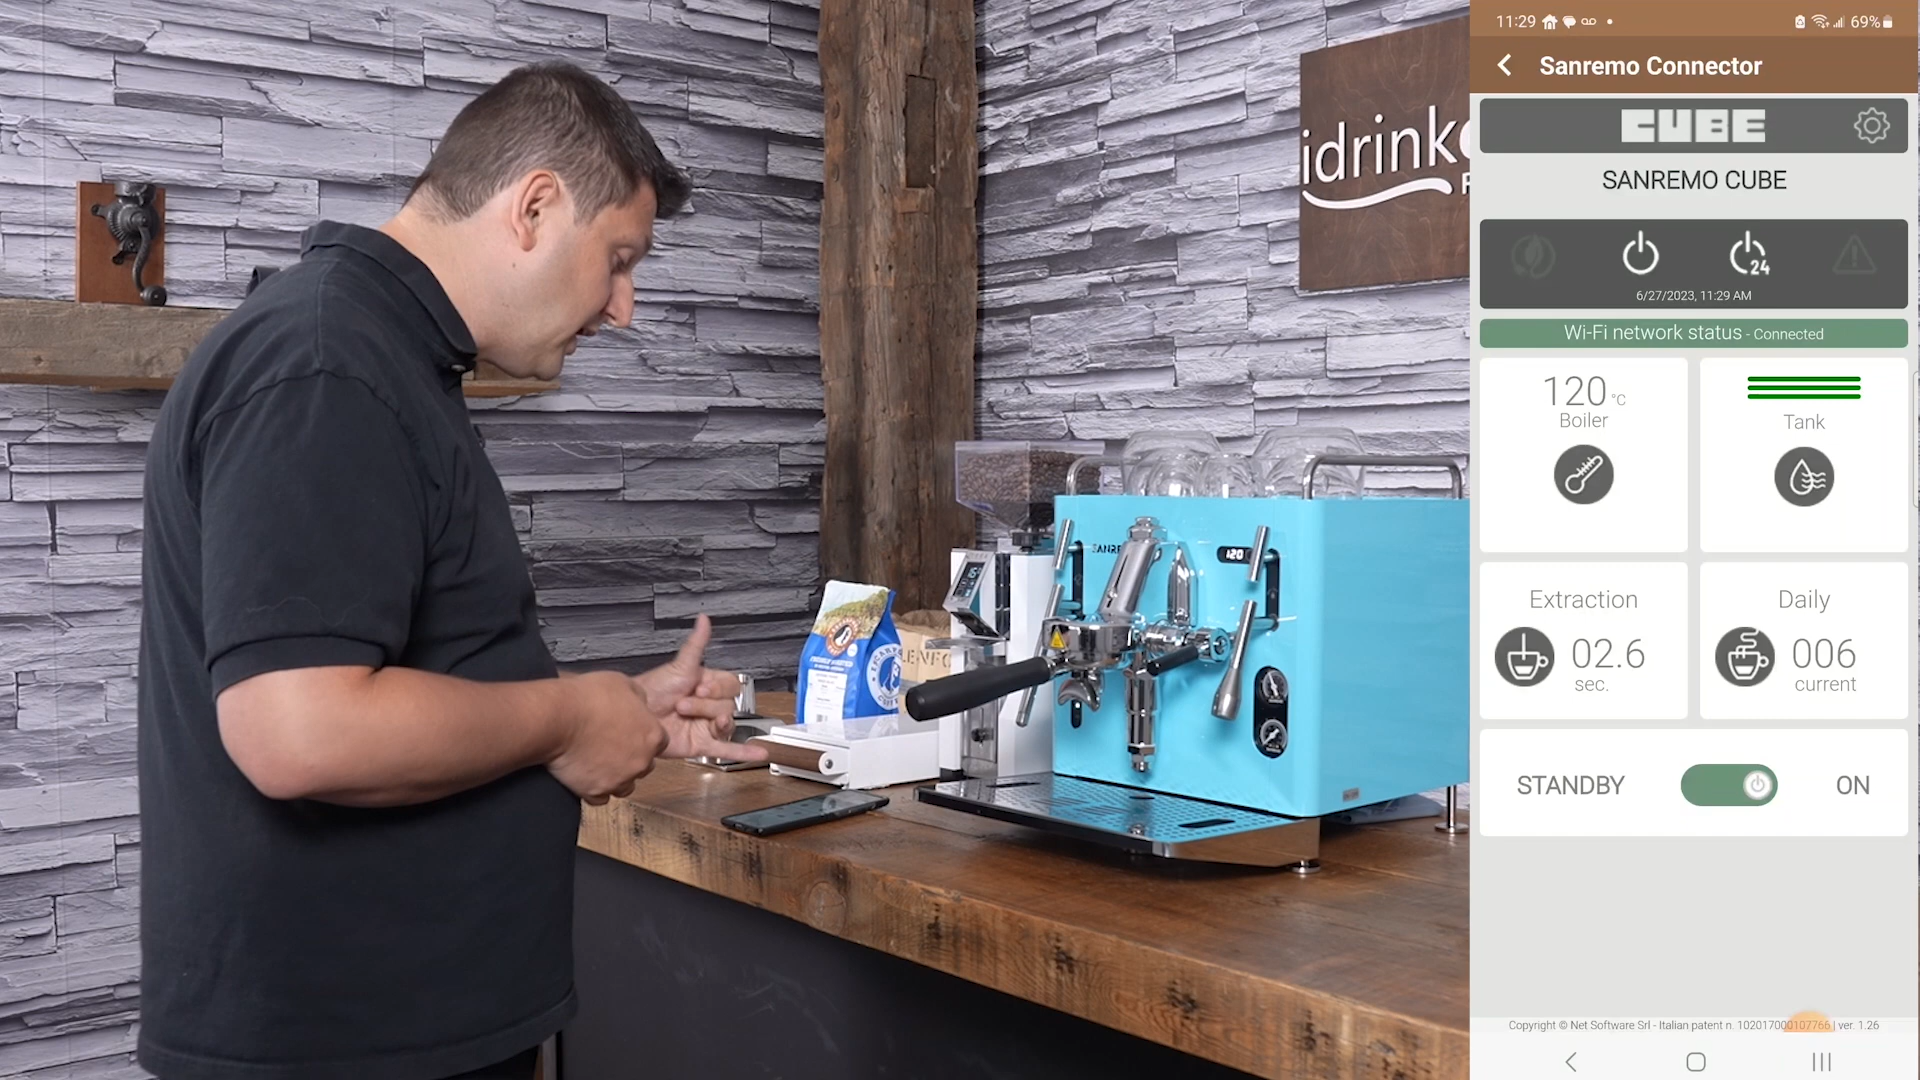 11:29
69%
Sanremo Connector
CUBE
SANREMO CUBE
24
6/27/2023, 11:29 AM
Wi-Fi network status - Connected
120 °C
Boiler
Tank
Extraction
02.6
sec.
Daily
006
current
STANDBY
ON
Copyright © Net Software Srl - Italian patent n. 102017000107766 | ver. 1.26
idrink
SANRE
120